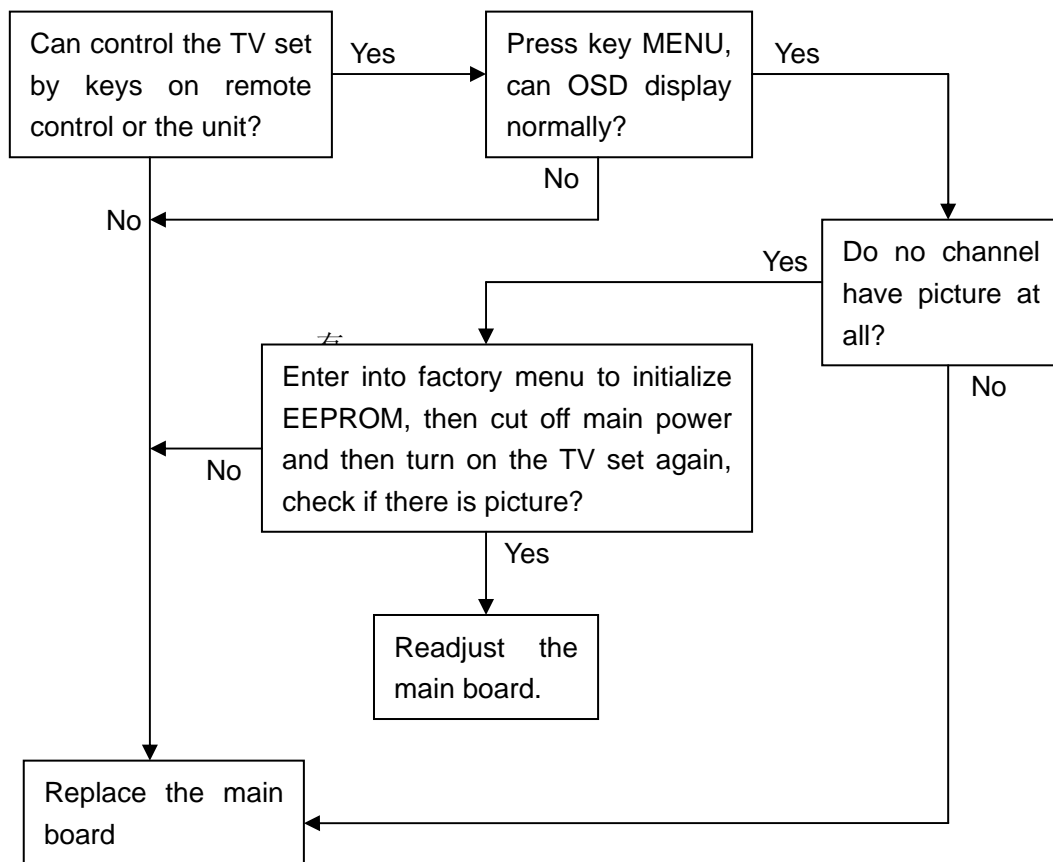 Can control the TV set
by keys on remote
control or the unit?
Yes
Press key MENU,
can OSD display
normally?
Yes
No
No
Do no channel
have picture at
all?
Yes
No
Enter into factory menu to initialize
EEPROM, then cut off main power
and then turn on the TV set again,
check if there is picture?
No
Yes
Readjust the
main board.
Replace the main
board